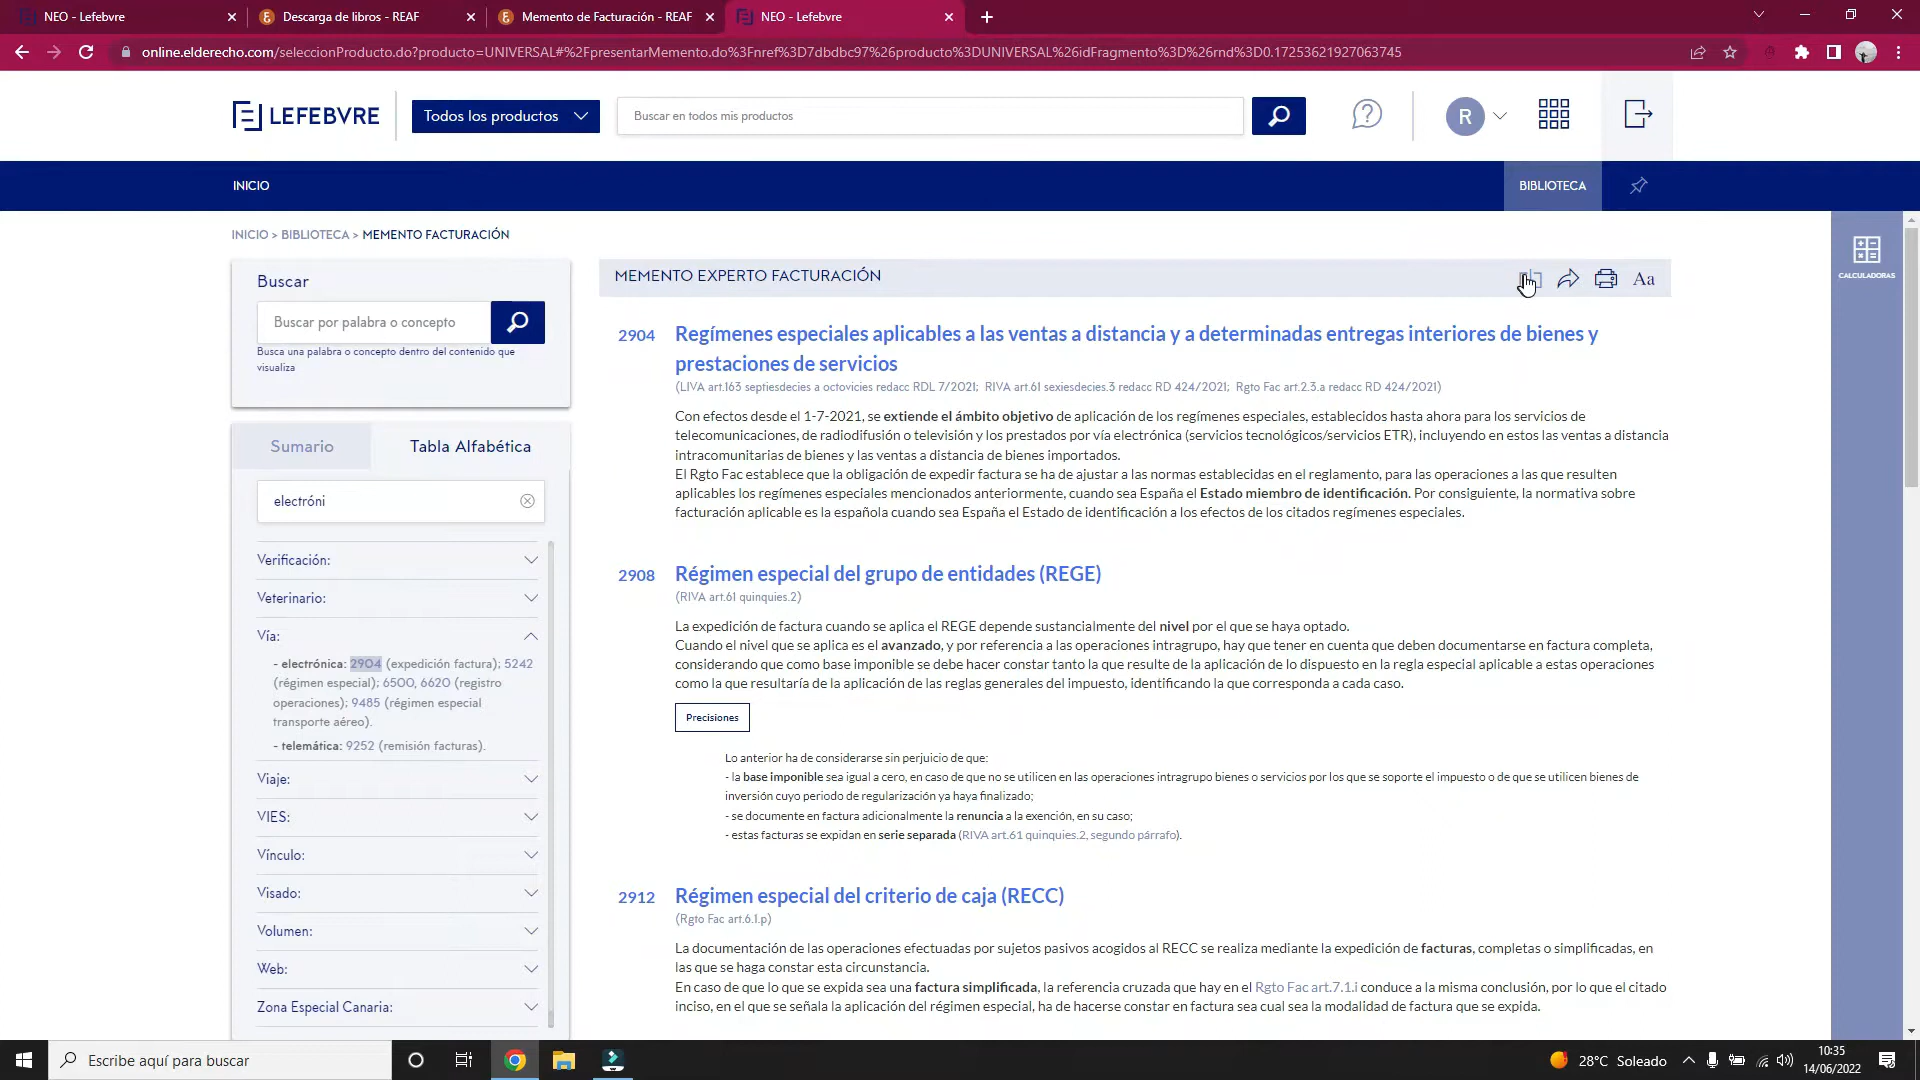 NEO - Lefebvre
Descarga de libros - REAF
Memento de Facturación - REAF
NEO - Lefebvre
online.elderecho.com/seleccionProducto.do?producto=UNIVERSAL#%2FpresentarMemento.do%3Fnref%3D7dbdbc97%26producto%3DUNIVERSAL%26idFragmento%3D%26rnd%3D0.17253621927063745
LEFEBVRE
Todos los productos
Buscar en todos mis productos
R
INICIO
BIBLIOTECA
INICIO > BIBLIOTECA > MEMENTO FACTURACIÓN
CALCULADORAS
Buscar
Buscar por palabra o concepto
Busca una palabra o concepto dentro del contenido que
visualiza
Sumario
Tabla Alfabética
electróni
Verificación:
Veterinario:
Vía:
- electrónica: 2904 (expedición factura); 5242
(régimen especial); 6500, 6620 (registro
operaciones); 9485 (régimen especial
transporte aéreo).
- telemática: 9252 (remisión facturas).
Viaje:
VIES:
Vínculo:
Visado:
Volumen:
Web:
Zona Especial Canaria:
MEMENTO EXPERTO FACTURACIÓN
Aa
2904 Regímenes especiales aplicables a las ventas a distancia y a determinadas entregas interiores de bienes y
prestaciones de servicios
(LIVA art.163 septiesdecies a octovicies redacc RDL 7/2021; RIVA art.61 sexiesdecies.3 redacc RD 424/2021; Rgto Fac art.2.3.a redacc RD 424/2021)
Con efectos desde el 1-7-2021, se extiende el ámbito objetivo de aplicación de los regímenes especiales, establecidos hasta ahora para los servicios de
telecomunicaciones, de radiodifusión o televisión y los prestados por vía electrónica (servicios tecnológicos/servicios ETR), incluyendo en estos las ventas a distancia
intracomunitarias de bienes y las ventas a distancia de bienes importados.
El Rgto Fac establece que la obligación de expedir factura se ha de ajustar a las normas establecidas en el reglamento, para las operaciones a las que resulten
aplicables los regímenes especiales mencionados anteriormente, cuando sea España el Estado miembro de identificación. Por consiguiente, la normativa sobre
facturación aplicable es la española cuando sea España el Estado de identificación a los efectos de los citados regímenes especiales.
2908 Régimen especial del grupo de entidades (REGE)
(RIVA art.61 quinquies.2)
La expedición de factura cuando se aplica el REGE depende sustancialmente del nivel por el que se haya optado.
Cuando el nivel que se aplica es el avanzado, y por referencia a las operaciones intragrupo, hay que tener en cuenta que deben documentarse en factura completa,
considerando que como base imponible se debe hacer constar tanto la que resulte de la aplicación de lo dispuesto en la regla especial aplicable a estas operaciones
como la que resultaría de la aplicación de las reglas generales del impuesto, identificando la que corresponda a cada caso.
Precisiones
Lo anterior ha de considerarse sin perjuicio de que:
- la base imponible sea igual a cero, en caso de que no se utilicen en las operaciones intragrupo bienes o servicios por los que se soporte el impuesto o de que se utilicen bienes de
inversión cuyo periodo de regularización ya haya finalizado;
- se documente en factura adicionalmente la renuncia a la exención, en su caso;
- estas facturas se expidan en serie separada (RIVA art.61 quinquies.2, segundo párrafo).
2912 Régimen especial del criterio de caja (RECC)
(Rgto Fac art.6.1.p)
La documentación de las operaciones efectuadas por sujetos pasivos acogidos al RECC se realiza mediante la expedición de facturas, completas o simplificadas, en
las que se haga constar esta circunstancia.
En caso de que lo que se expida sea una factura simplificada, la referencia cruzada que hay en el Rgto Fac art.7.1.i conduce a la misma conclusión, por lo que el citado
inciso, en el que se señala la aplicación del régimen especial, ha de hacerse constar en factura sea cual sea la modalidad de factura que se expida.
Escribe aquí para buscar
28°C Soleado
10:35
14/06/2022